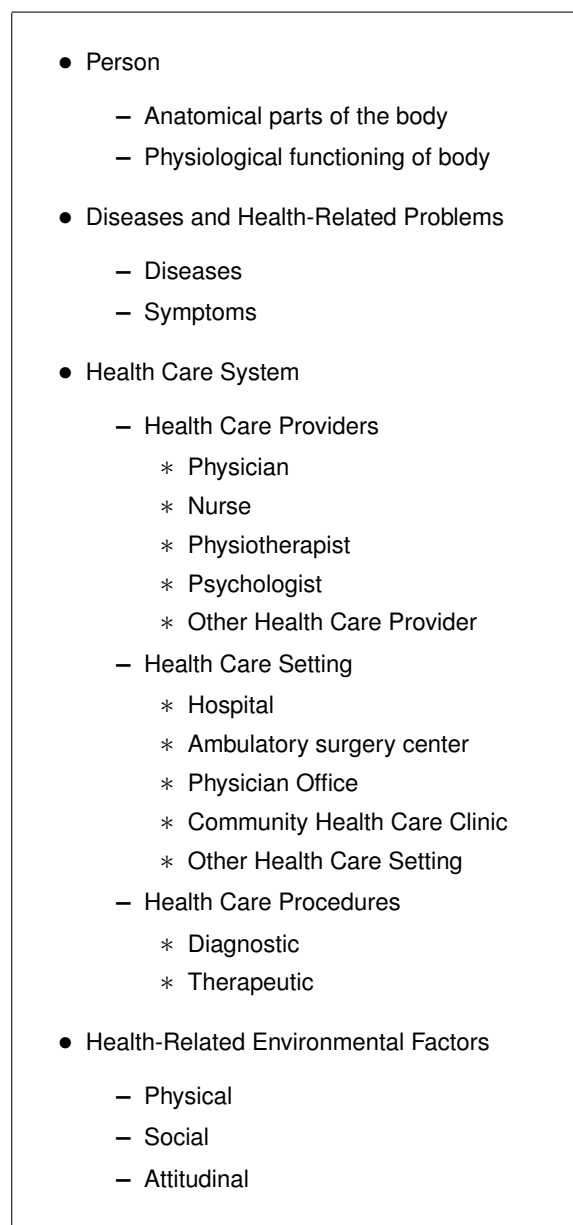 • Person
– Anatomical parts of the body
– Physiological functioning of body
• Diseases and Health-Related Problems
– Diseases
– Symptoms
• Health Care System
– Health Care Providers
∗ Physician
∗ Nurse
∗ Physiotherapist
∗ Psychologist
∗ Other Health Care Provider
– Health Care Setting
∗ Hospital
∗ Ambulatory surgery center
∗ Physician Office
∗ Community Health Care Clinic
∗ Other Health Care Setting
– Health Care Procedures
∗ Diagnostic
∗ Therapeutic
• Health-Related Environmental Factors
– Physical
– Social
– Attitudinal